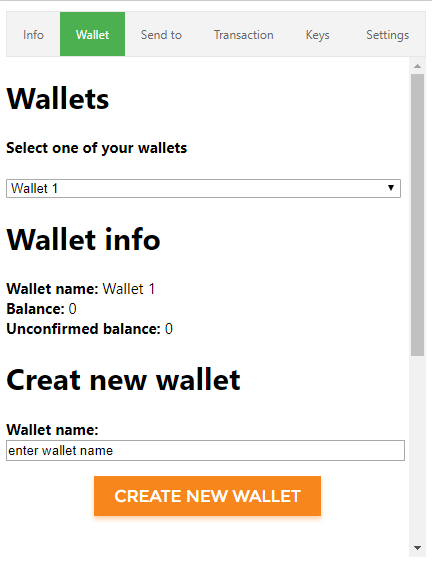 Info Wallet Send to Transaction Keys Settings
Wallets
Select one of your wallets
Wallet 1
Wallet info
Wallet name: Wallet 1
Balance: 0
Unconfirmed balance: 0
Creat new wallet
Wallet name:
enter wallet name
CREATE NEW WALLET